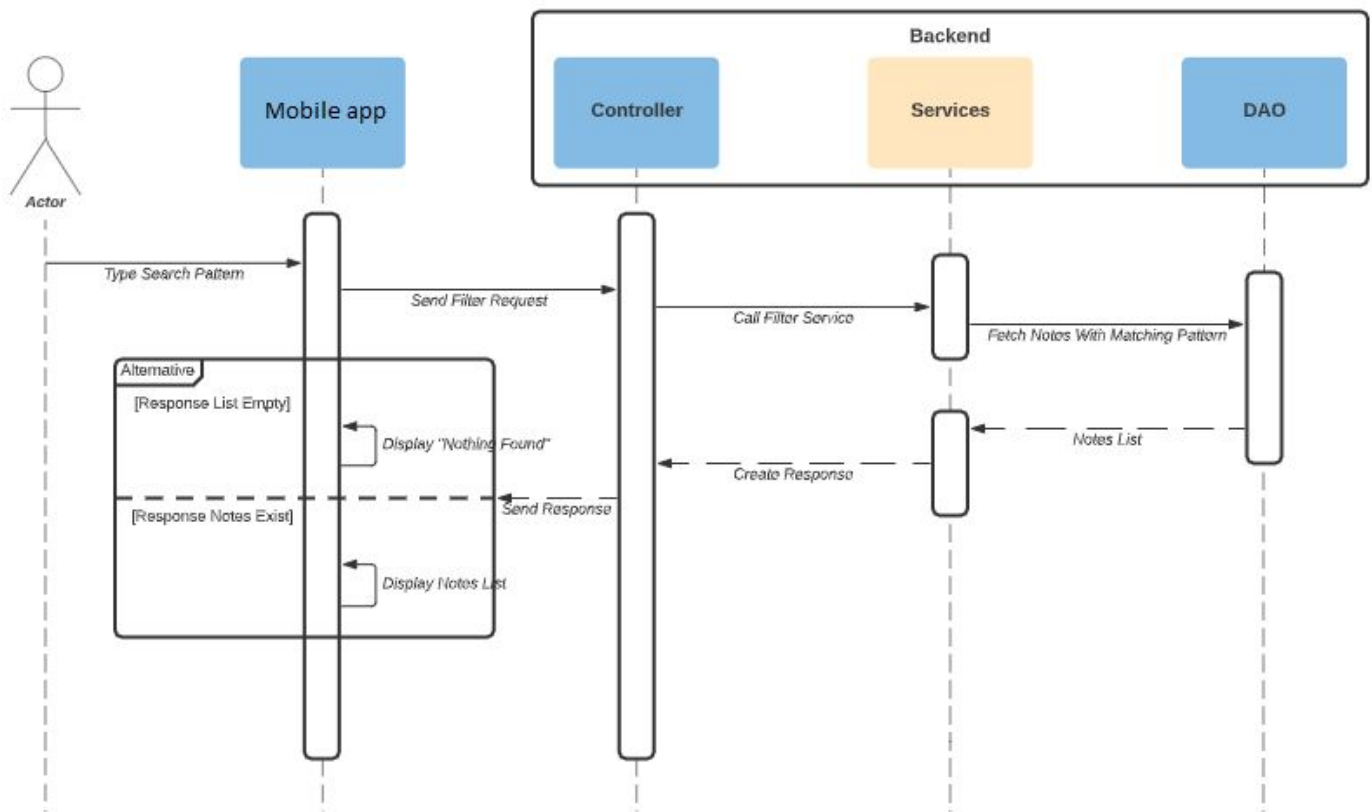 Backend
Mobile app
Controller
Services
DAO
Actor
Type Search Pattern
Send Filter Request
Call Filter Service
Fetch Notes With Matching Pattern
Alternative
[Response List Empty]
Display "Nothing Found"
Notes List
Create Response
Send Response
[Response Notes Exist]
Display Notes List